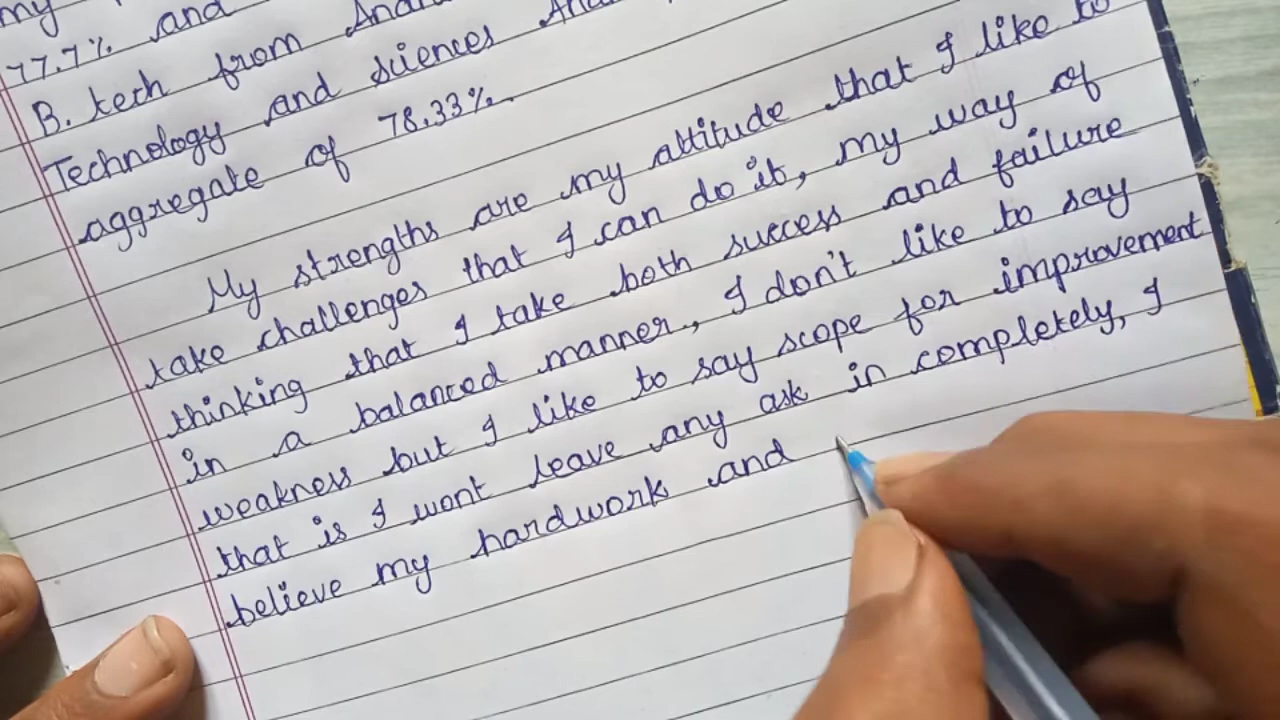 my
77.7% and
B. tech from
Technology and sciences
aggregate of 78.33%.
My strengths are my attitude that I like to
take challenges that I can do it, my way of
thinking that I take both success and failure
in a balanced manner, I don't like to say
weakness but I like to say scope for improvement
that is I wont leave any ask in completely, I
believe my hardwork and